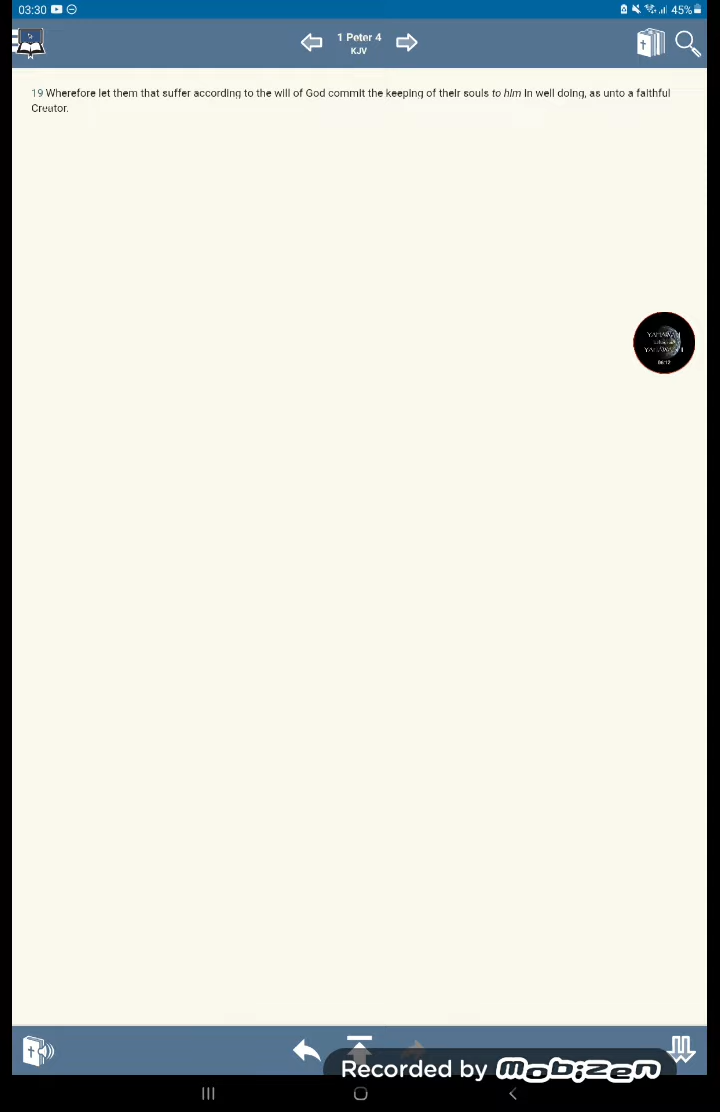 03:30
45%
1 Peter 4
KJV
19 Wherefore let them that suffer according to the will of God commit the keeping of their souls to him in well doing, as unto a faithful
Creator.
Recorded by mobizen